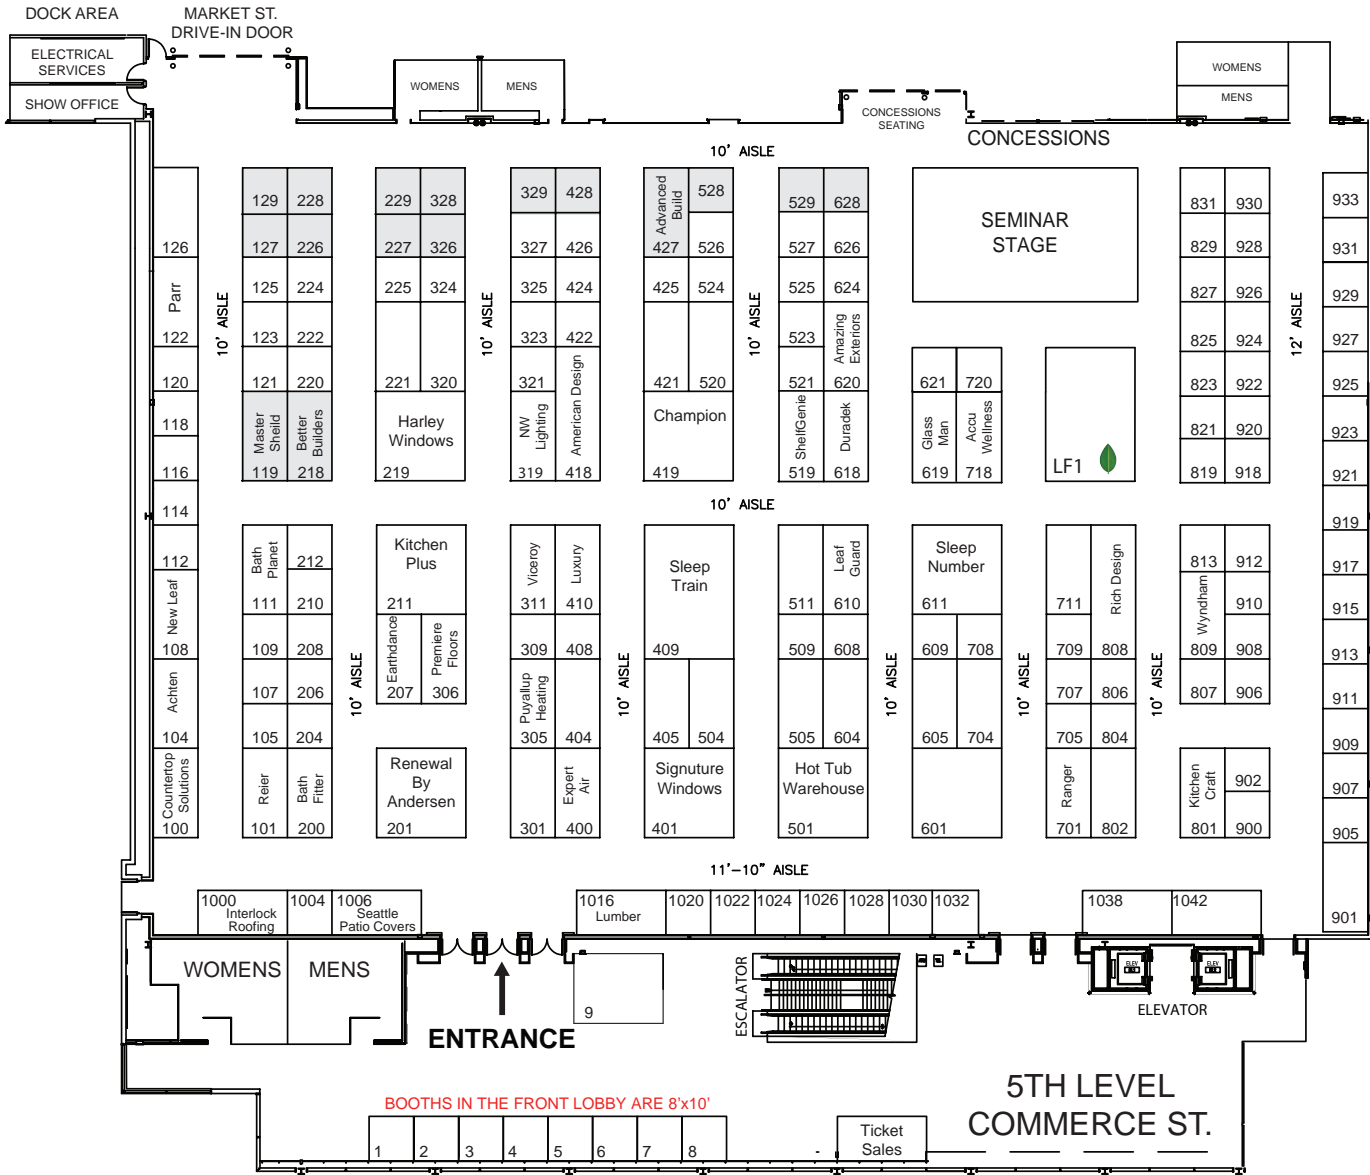 DOCK AREA
MARKET ST.
DRIVE-IN DOOR
ELECTRICAL
SERVICES
SHOW OFFICE
WOMENS
MENS
CONCESSIONS
SEATING
CONCESSIONS
WOMENS
MENS
10' AISLE
126
Parr
122
120
118
116
114
112
New Leaf
108
Achten
104
Countertop
Solutions
100
10' AISLE
129 228
127 226
125 224
123 222
121 220
Master
Sheild
119
Better
Builders
218
229 328
227 326
225 324
221 320
Harley
Windows
219
10' AISLE
329 428
327 426
325 424
323 422
321
American Design
418
NW
Lighting
319
Advanced
Build
427
528
526
425 524
421 520
Champion
419
10' AISLE
529 628
527 626
525 624
523
Amazing
Exteriors
620
521
ShelfGenie
519
Duradek
618
SEMINAR
STAGE
621 720
Glass
Man
619
Accu
Wellness
718
LF1
831 930
829 928
827 926
825 924
823 922
821 920
819 918
12' AISLE
933
931
929
927
925
923
921
919
917
915
913
911
909
907
905
901
10' AISLE
Bath
Planet
111
212
210
109 208
107 206
105 204
Reier
101
Bath
Fitter
200
10' AISLE
Kitchen
Plus
211
Earthdance
207
Premiere
Floors
306
Renewal
By
Andersen
201
Viceroy
311
Luxury
410
309 408
Puyallup
Heating
305
404
301
Expert
Air
400
10' AISLE
Sleep
Train
409
405 504
Signuture
Windows
401
511
Leaf
Guard
610
509 608
505 604
Hot Tub
Warehouse
501
10' AISLE
Sleep
Number
611
609 708
605 704
601
10' AISLE
711
Rich Design
808
709
707 806
705 804
Ranger
701
802
10' AISLE
813 912
Wyndham
809
910
908
807 906
Kitchen
Craft
801
902
900
11'-10" AISLE
1000
Interlock
Roofing
1004
1006
Seattle
Patio Covers
1016
Lumber
1020
1022
1024
1026
1028
1030
1032
1038
1042
WOMENS
MENS
ENTRANCE
9
ESCALATOR
ELEV
ELEV
ELEVATOR
5TH LEVEL
COMMERCE ST.
BOOTHS IN THE FRONT LOBBY ARE 8'x10'
1 2 3 4 5 6 7 8
Ticket
Sales